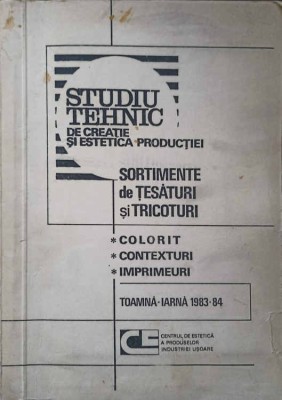 STUDIU
TEHNIC
DE CREAȚIE
ȘI ESTETICA PRODUCȚIEI
SORTIMENTE
de ȚESĂTURI
și TRICOTURI
* COLORIT
* CONTEXTURI
* IMPRIMEURI
TOAMNĂ-IARNĂ 1983-84
CE
CENTRUL DE ESTETICĂ
A PRODUSELOR
INDUSTRIEI UȘOARE